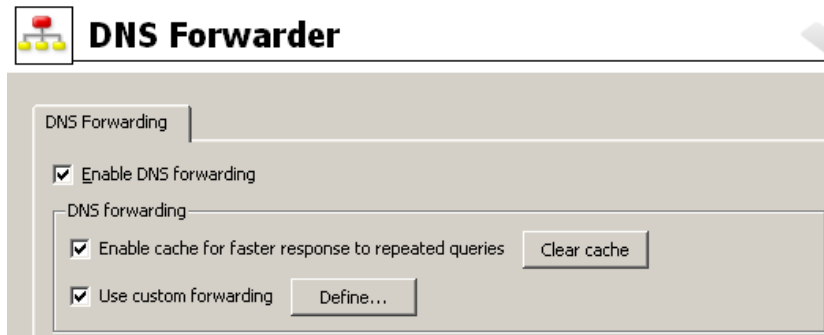 DNS Forwarder
DNS Forwarding
Enable DNS forwarding
DNS forwarding
Enable cache for faster response to repeated queries Clear cache
Use custom forwarding Define...